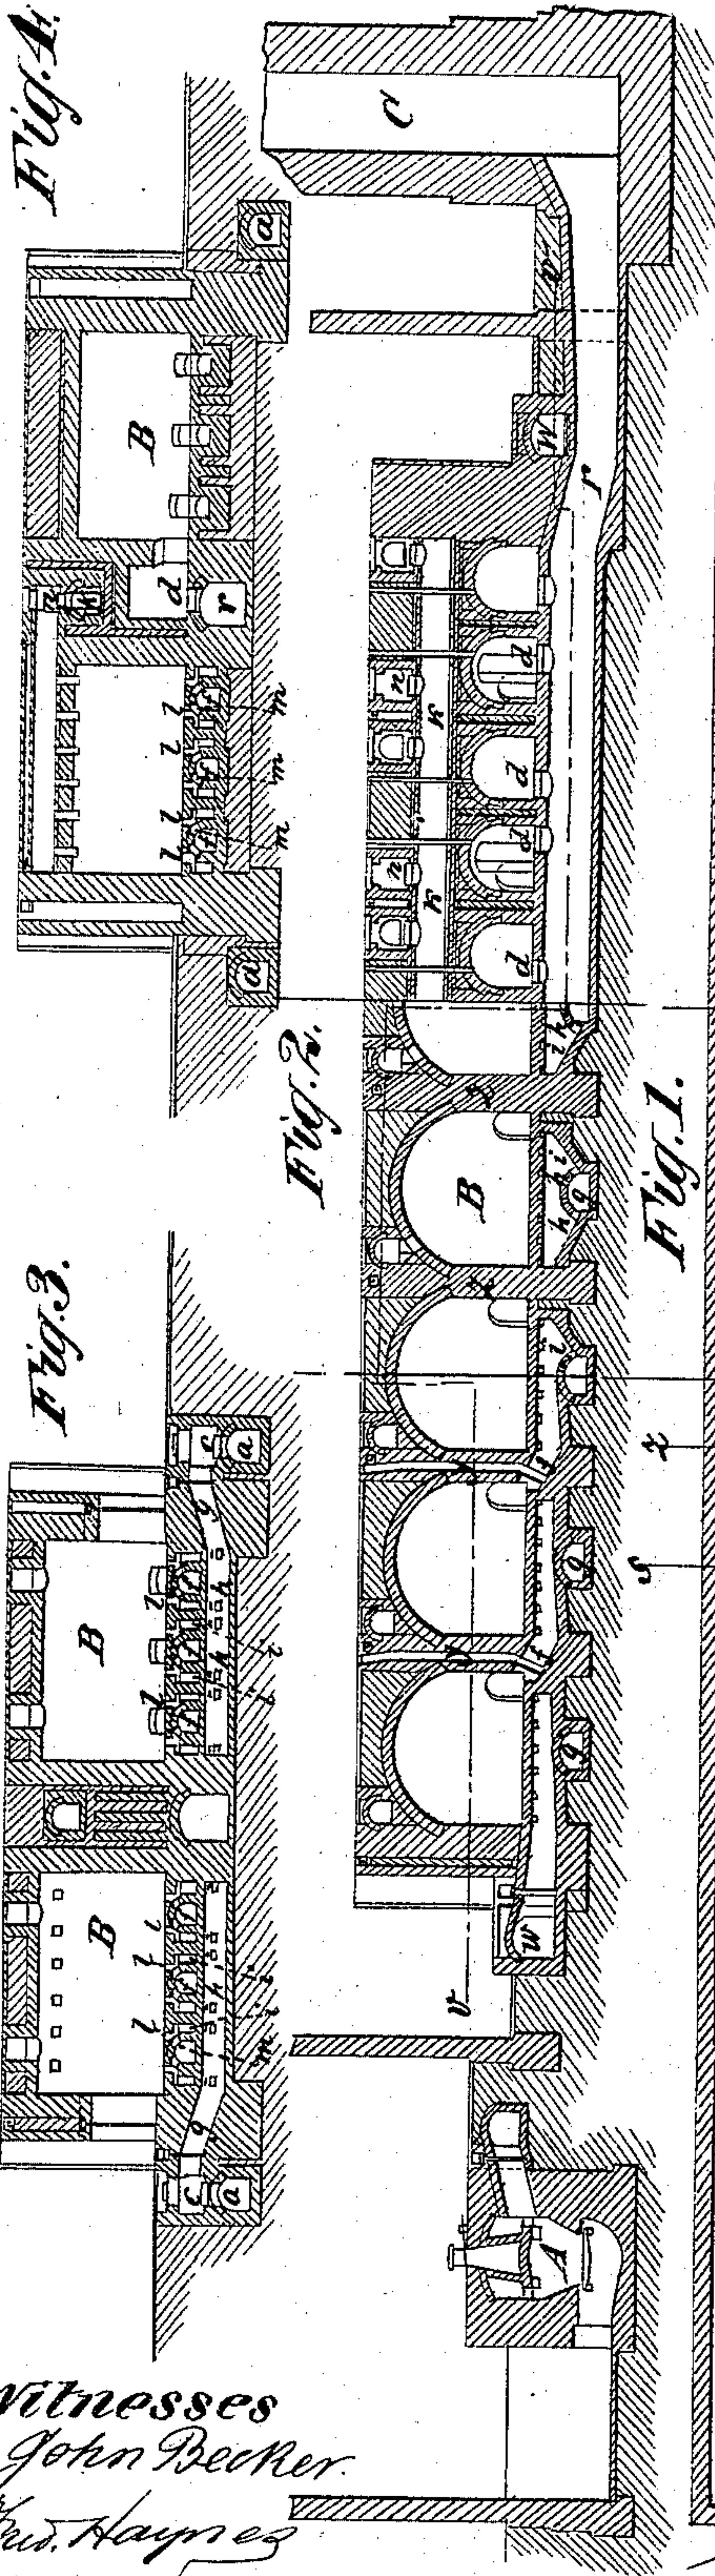 Fig. 4.
C
a
v
B
W
r
n
k
d
r
l
l
l
f
f
f
m
m
m
n
k
d
d
n
k
d
d
a
d
Fig. 2.
i
h
B
h
i
g
Fig. 1.
Fig. 3.
i
z
f
s
g
c
a
g
B
l
h
i
f
g
B
l
l
l
h
i
i
m
w
v
g
c
a
A
Witnesses
John Becker.
Fred. Haynes